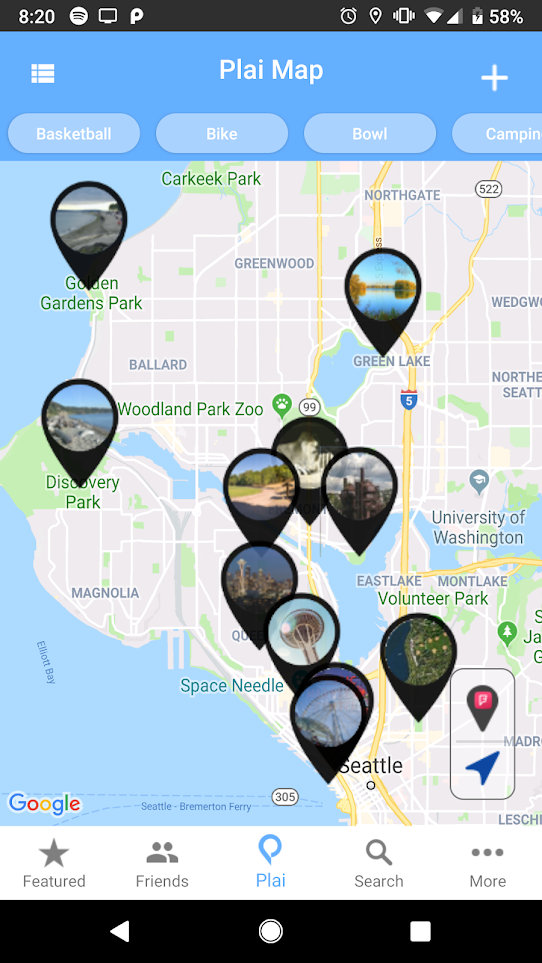 8:20
58%
Plai Map
Basketball
Bike
Bowl
Campin
Carkeek Park
NORTHGATE
522
GREENWOOD
Golden
Gardens Park
WEDGWO
BALLARD
GREEN LAKE
NORTHE
SEATT
Woodland Park Zoo
99
5
Discovery
Park
University of
Washington
EASTLAKE
MONTLAKE
MAGNOLIA
Volunteer Park
QUE
S
Ja
G
Elliott Bay
Space Needle
MADR
Seattle
Google
Seattle - Bremerton Ferry
305
LESCHI
Featured
Friends
Plai
Search
More